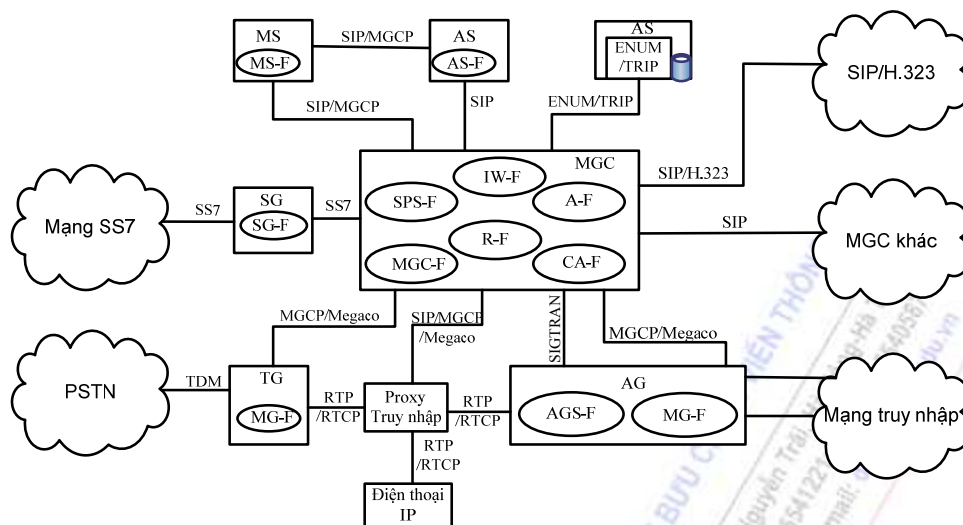 MS
MS-F
SIP/MGCP
AS
AS-F
AS
ENUM
/TRIP
SIP/H.323
SIP/MGCP
SIP
ENUM/TRIP
MGC
IW-F
SPS-F
A-F
R-F
MGC-F
CA-F
SIP/H.323
Mạng SS7
SS7
SG
SG-F
SS7
SIP
MGC khác
MGCP/Megaco
SIP/MGCP
/Megaco
SIGTRAN
MGCP/Megaco
PSTN
TDM
TG
MG-F
RTP
/RTCP
Proxy
Truy nhập
RTP
/RTCP
AG
AGS-F
MG-F
Mạng truy nhập
RTP
/RTCP
Điện thoại
IP
BƯU
guyễn Trãi,